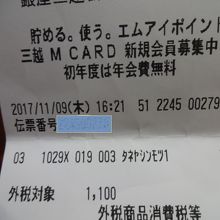 貯める。使う。エムアイポイン
三越 M CARD 新規会員募集中
初年度は年会費無料
2017/11/09(木) 16:21 51 2245 00279
伝票番号
03 1029X 019 003 タネヤシンモツ1
外税対象 1,100
外税商品消費税等